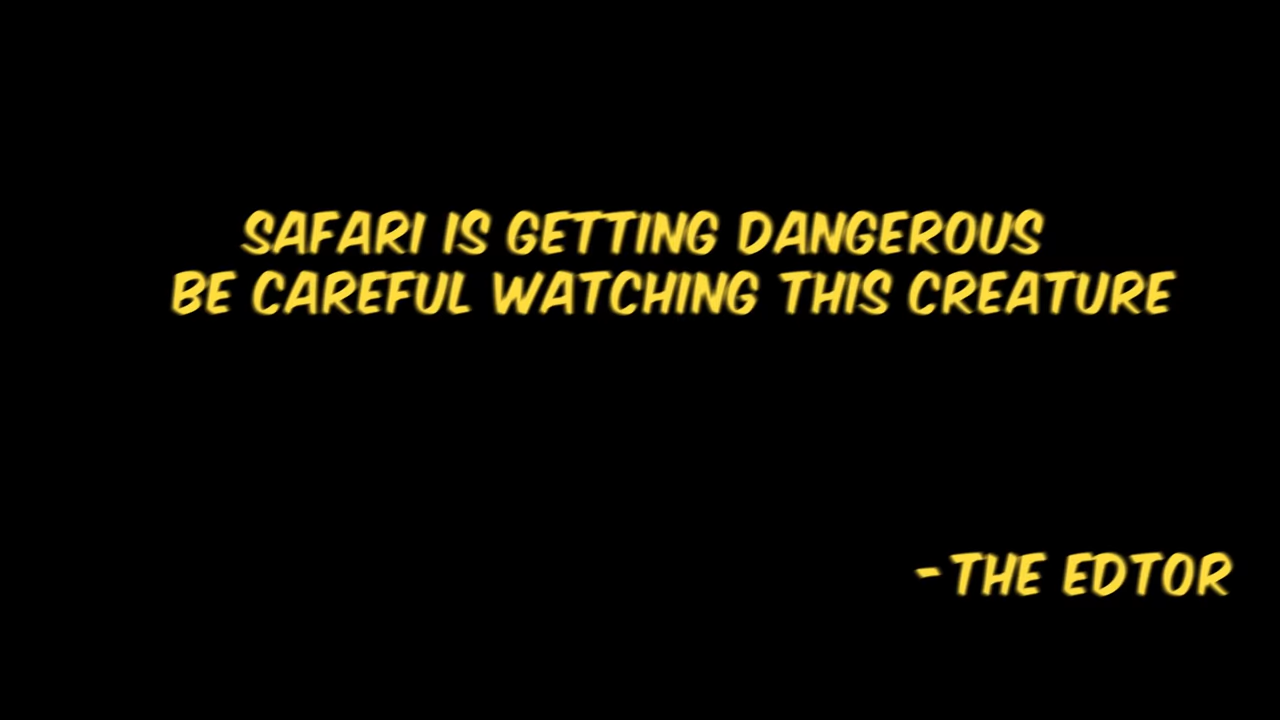 SAFARI IS GETTING DANGEROUS
BE CAREFUL WATCHING THIS CREATURE
- THE EDTOR